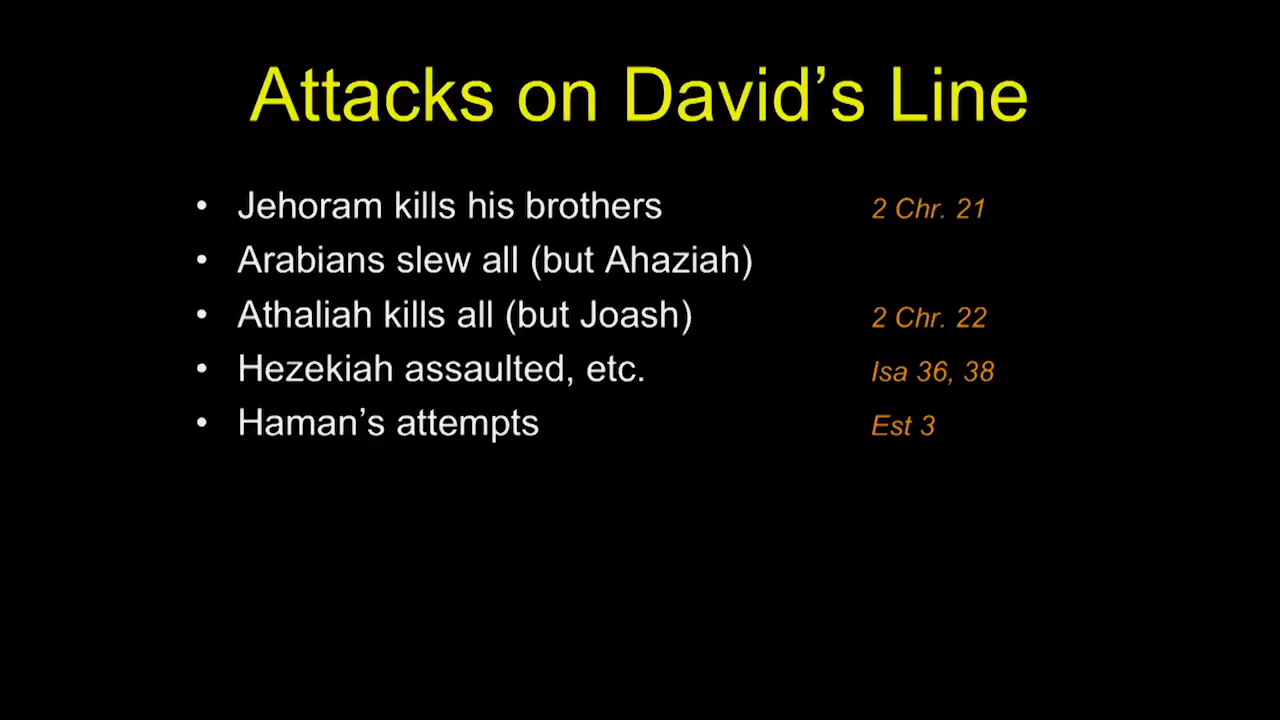 Attacks on David’s Line
• Jehoram kills his brothers 2 Chr. 21
• Arabians slew all (but Ahaziah)
• Athaliah kills all (but Joash) 2 Chr. 22
• Hezekiah assaulted, etc. Isa 36, 38
• Haman’s attempts Est 3